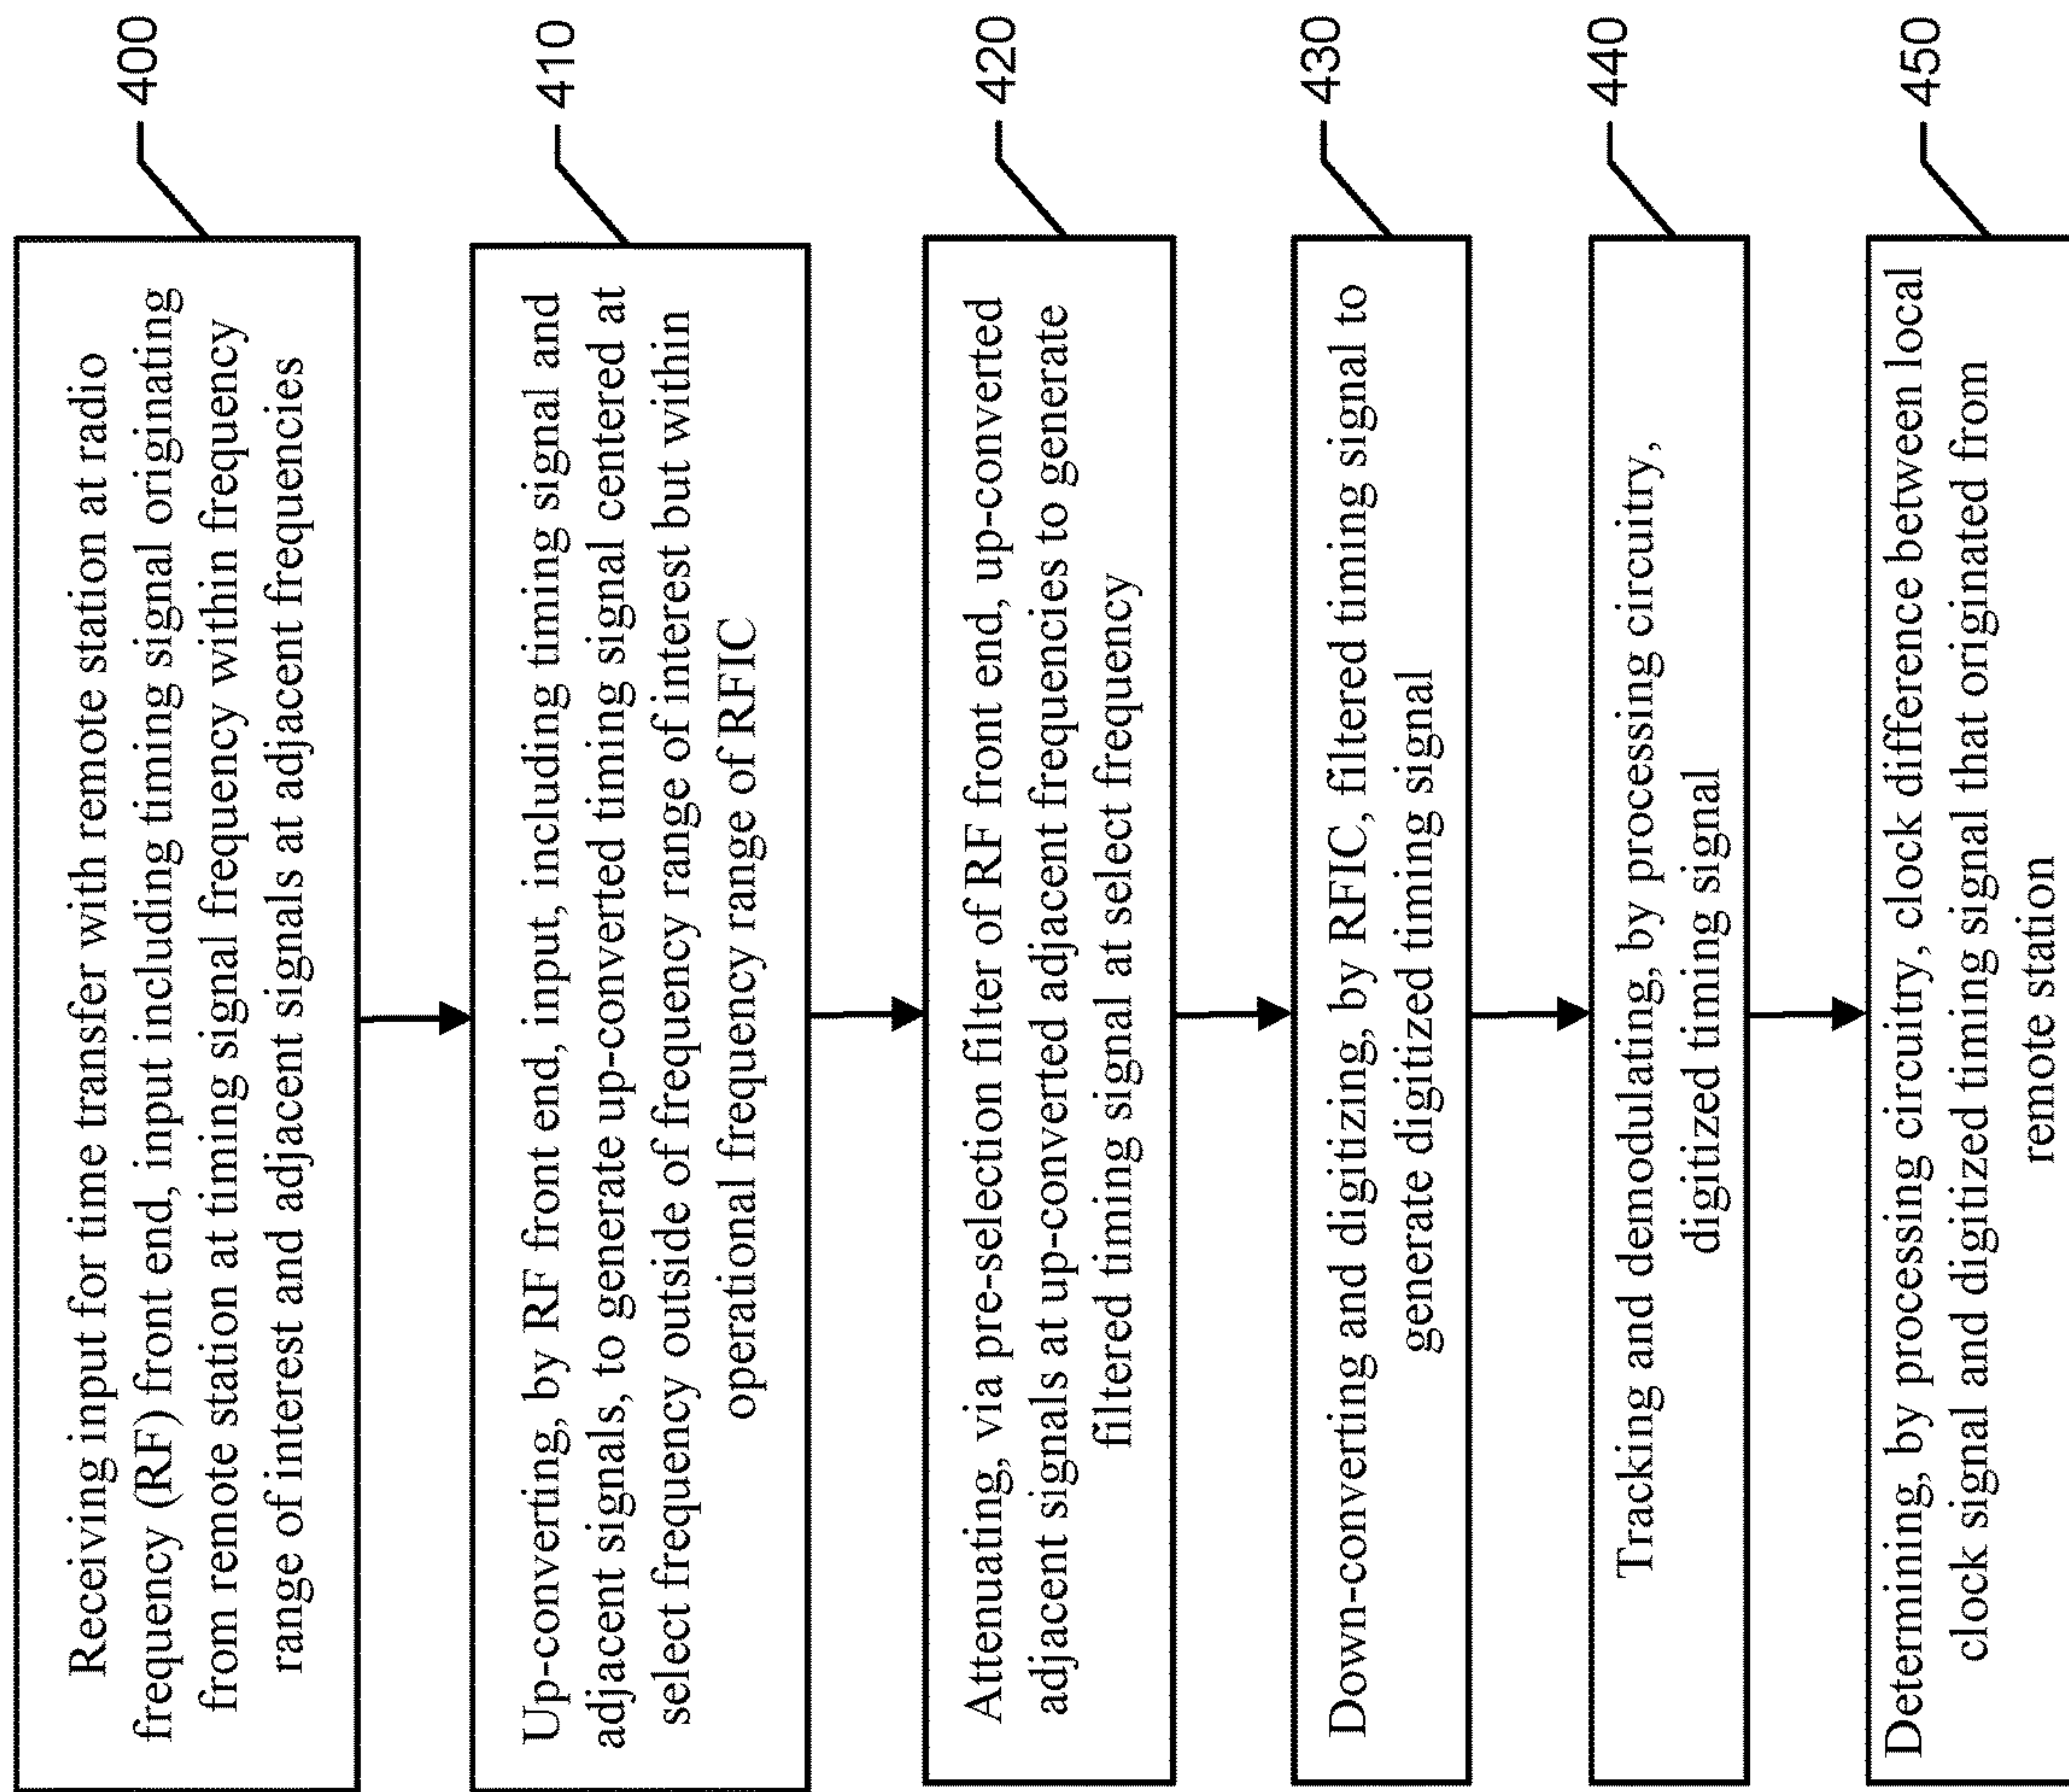 Receiving input for time transfer with remote station at radio
frequency (RF) front end, input including timing signal originating
from remote station at timing signal frequency within frequency
range of interest and adjacent signals at adjacent frequencies
400
Up-converting, by RF front end, input, including timing signal and
adjacent signals, to generate up-converted timing signal centered at
select frequency outside of frequency range of interest but within
operational frequency range of RFIC
410
Attenuating, via pre-selection filter of RF front end, up-converted
adjacent signals at up-converted adjacent frequencies to generate
filtered timing signal at select frequency
420
Down-converting and digitizing, by RFIC, filtered timing signal to
generate digitized timing signal
430
Tracking and demodulating, by processing circuitry,
digitized timing signal
440
Determining, by processing circuitry, clock difference between local
clock signal and digitized timing signal that originated from
remote station
450